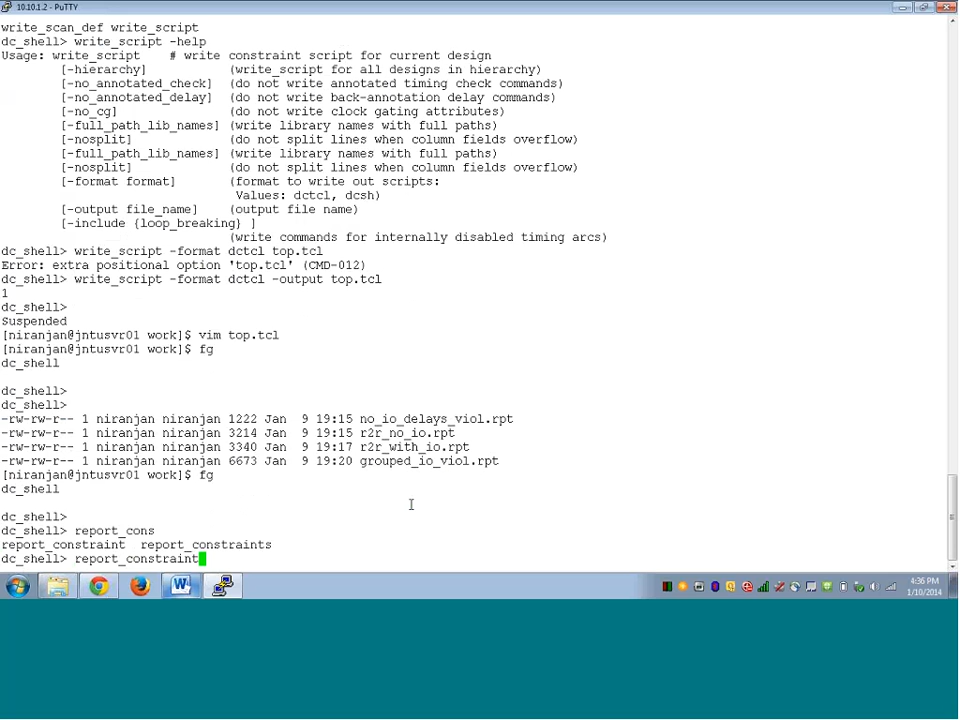 10.10.1.2 - PuTTY
write_scan_def write_script
dc_shell> write_script -help
Usage: write_script    # write constraint script for current design
        [-hierarchy]           (write_script for all designs in hierarchy)
        [-no_annotated_check]  (do not write annotated timing check commands)
        [-no_annotated_delay]  (do not write back-annotation delay commands)
        [-no_cg]               (do not write clock gating attributes)
        [-full_path_lib_names] (write library names with full paths)
        [-nosplit]             (do not split lines when column fields overflow)
        [-full_path_lib_names] (write library names with full paths)
        [-nosplit]             (do not split lines when column fields overflow)
        [-format format]       (format to write out scripts:
                                Values: dctcl, dcsh)
        [-output file_name]    (output file name)
        [-include {loop_breaking} ]
                               (write commands for internally disabled timing arcs)
dc_shell> write_script -format dctcl top.tcl
Error: extra positional option 'top.tcl' (CMD-012)
dc_shell> write_script -format dctcl -output top.tcl
1
dc_shell>
Suspended
[niranjan@jntusvr01 work]$ vim top.tcl
[niranjan@jntusvr01 work]$ fg
dc_shell
dc_shell>
dc_shell>
-rw-rw-r-- 1 niranjan niranjan 1222 Jan  9 19:15 no_io_delays_viol.rpt
-rw-rw-r-- 1 niranjan niranjan 3214 Jan  9 19:15 r2r_no_io.rpt
-rw-rw-r-- 1 niranjan niranjan 3340 Jan  9 19:17 r2r_with_io.rpt
-rw-rw-r-- 1 niranjan niranjan 6673 Jan  9 19:20 grouped_io_viol.rpt
[niranjan@jntusvr01 work]$ fg
dc_shell
dc_shell>
dc_shell> report_cons
report_constraint  report_constraints
dc_shell> report_constraint
4:36 PM
1/10/2014